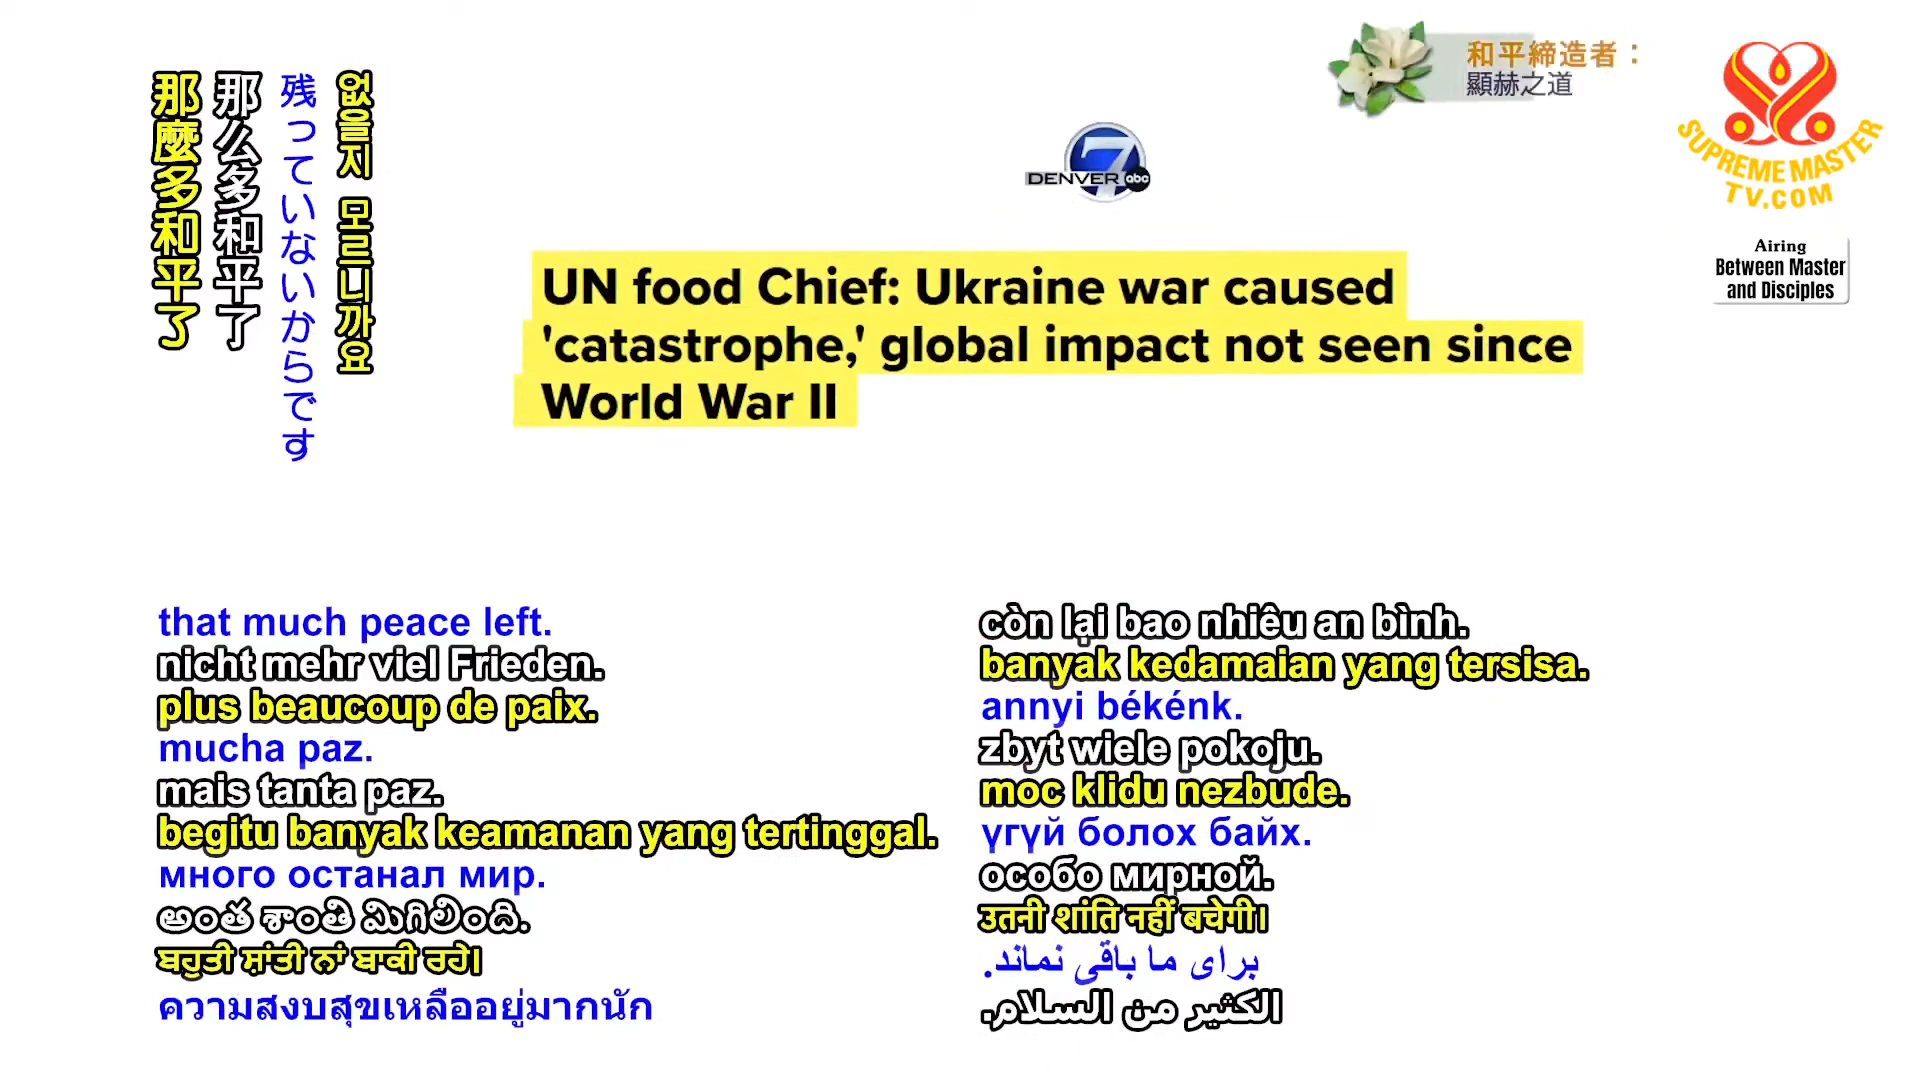 那麼多和平了
那么多和平了
残っていないからです
없을지 모르니까요
和平締造者：
顯赫之道
SUPREME MASTER
TV.COM
7
DENVER abc
Airing
Between Master
and Disciples
UN food Chief: Ukraine war caused
'catastrophe,' global impact not seen since
World War II
that much peace left.
nicht mehr viel Frieden.
plus beaucoup de paix.
mucha paz.
mais tanta paz.
begitu banyak keamanan yang tertinggal.
много останал мир.
అంత శాంతి మిగిలింది.
ਬਹੁਤੀ ਸ਼ਾਂਤੀ ਨਾਂ ਬਾਕੀ ਰਹੇ।
ความสงบสุขเหลืออยู่มากนัก
còn lại bao nhiêu an bình.
banyak kedamaian yang tersisa.
annyi békénk.
zbyt wiele pokoju.
moc klidu nezbude.
үгүй болох байх.
особо мирной.
उतनी शांति नहीं बचेगी।
برای ما باقی نماند.
الكثير من السلام.